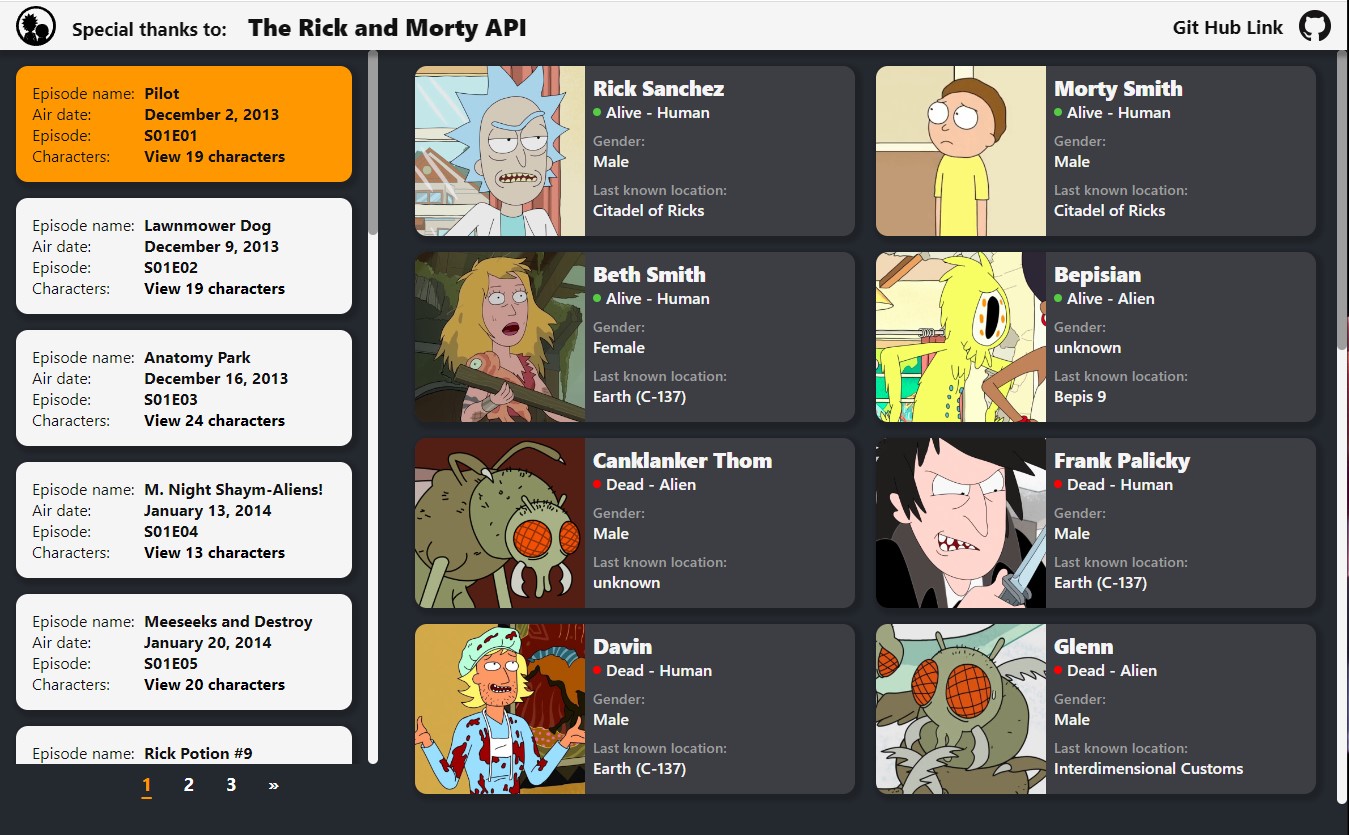 Special thanks to: The Rick and Morty API
Git Hub Link
Episode name: Pilot
Air date: December 2, 2013
Episode: S01E01
Characters: View 19 characters
Episode name: Lawnmower Dog
Air date: December 9, 2013
Episode: S01E02
Characters: View 19 characters
Episode name: Anatomy Park
Air date: December 16, 2013
Episode: S01E03
Characters: View 24 characters
Episode name: M. Night Shaym-Aliens!
Air date: January 13, 2014
Episode: S01E04
Characters: View 13 characters
Episode name: Meeseeks and Destroy
Air date: January 20, 2014
Episode: S01E05
Characters: View 20 characters
Episode name: Rick Potion #9
1 2 3 »
Rick Sanchez
Alive - Human
Gender:
Male
Last known location:
Citadel of Ricks
Morty Smith
Alive - Human
Gender:
Male
Last known location:
Citadel of Ricks
Beth Smith
Alive - Human
Gender:
Female
Last known location:
Earth (C-137)
Bepisian
Alive - Alien
Gender:
unknown
Last known location:
Bepis 9
Canklanker Thom
Dead - Alien
Gender:
Male
Last known location:
unknown
Frank Palicky
Dead - Human
Gender:
Male
Last known location:
Earth (C-137)
Davin
Dead - Human
Gender:
Male
Last known location:
Earth (C-137)
Glenn
Dead - Alien
Gender:
Male
Last known location:
Interdimensional Customs